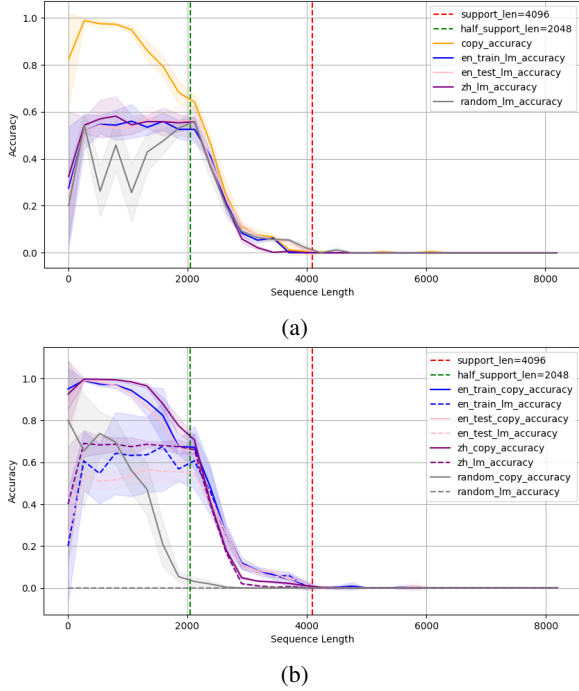 support_len=4096
half_support_len=2048
copy_accuracy
en_train_lm_accuracy
en_test_lm_accuracy
zh_lm_accuracy
random_lm_accuracy
1.0
0.8
0.6
0.4
0.2
0.0
Accuracy
0
2000
4000
6000
8000
Sequence Length
(a)
support_len=4096
half_support_len=2048
en_train_copy_accuracy
en_train_lm_accuracy
en_test_copy_accuracy
en_test_lm_accuracy
zh_copy_accuracy
zh_lm_accuracy
random_copy_accuracy
random_lm_accuracy
1.0
0.8
0.6
0.4
0.2
0.0
Accuracy
0
2000
4000
6000
8000
Sequence Length
(b)